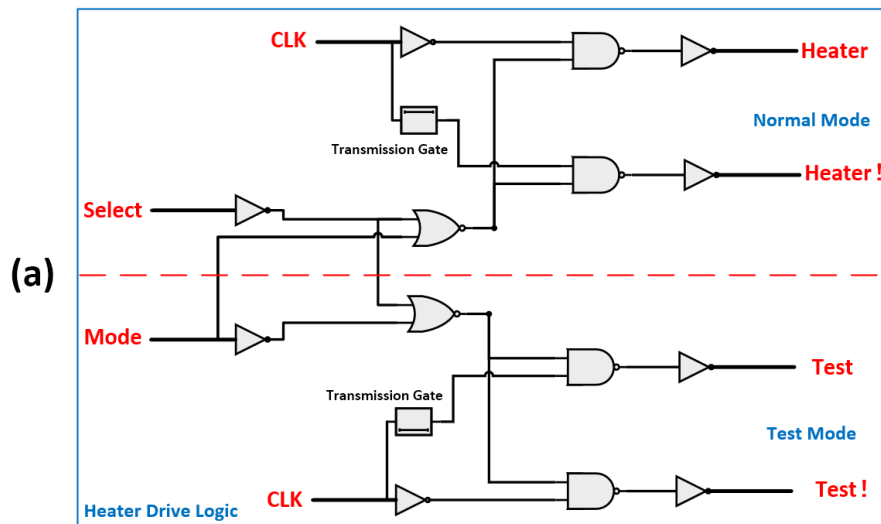 CLK
Heater
Normal Mode
Transmission Gate
Heater !
Select
(a)
Mode
Test
Transmission Gate
Test Mode
CLK
Test !
Heater Drive Logic